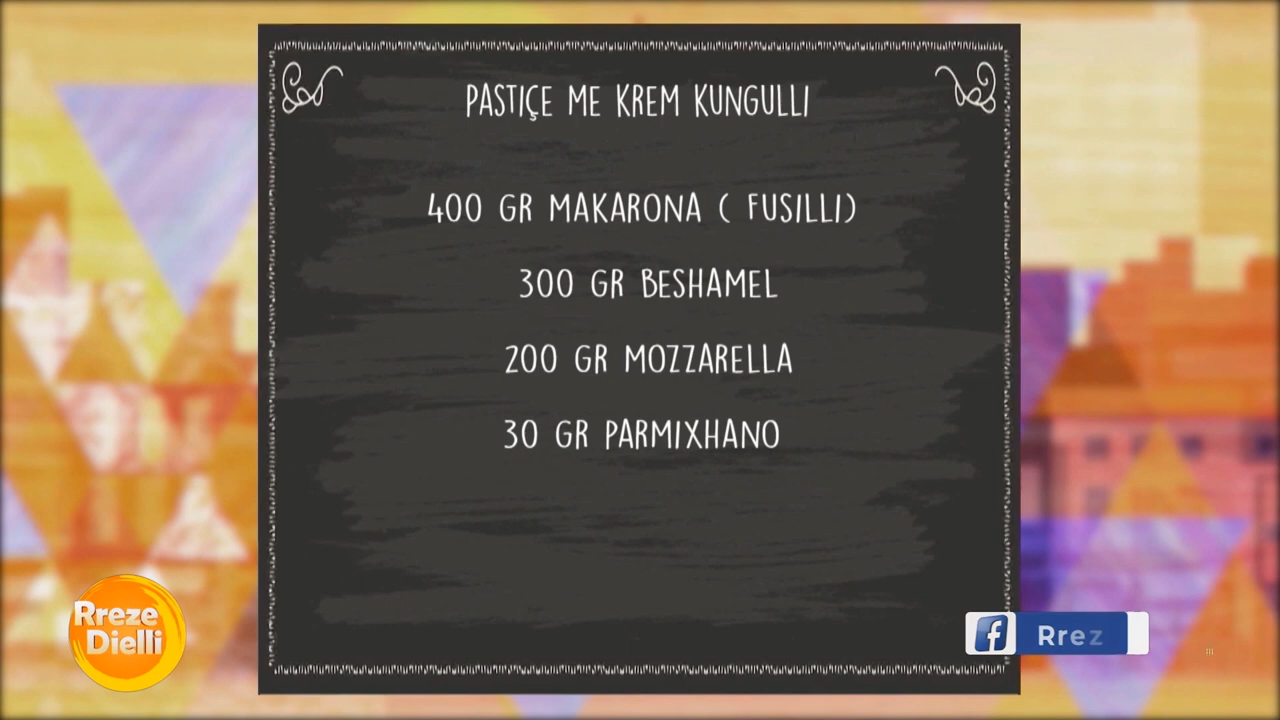 PASTIÇE ME KREM KUNGULLI
400 GR MAKARONA ( FUSILLI)
300 GR BESHAMEL
200 GR MOZZARELLA
30 GR PARMIXHANO
Rreze
Dielli
f Rrez